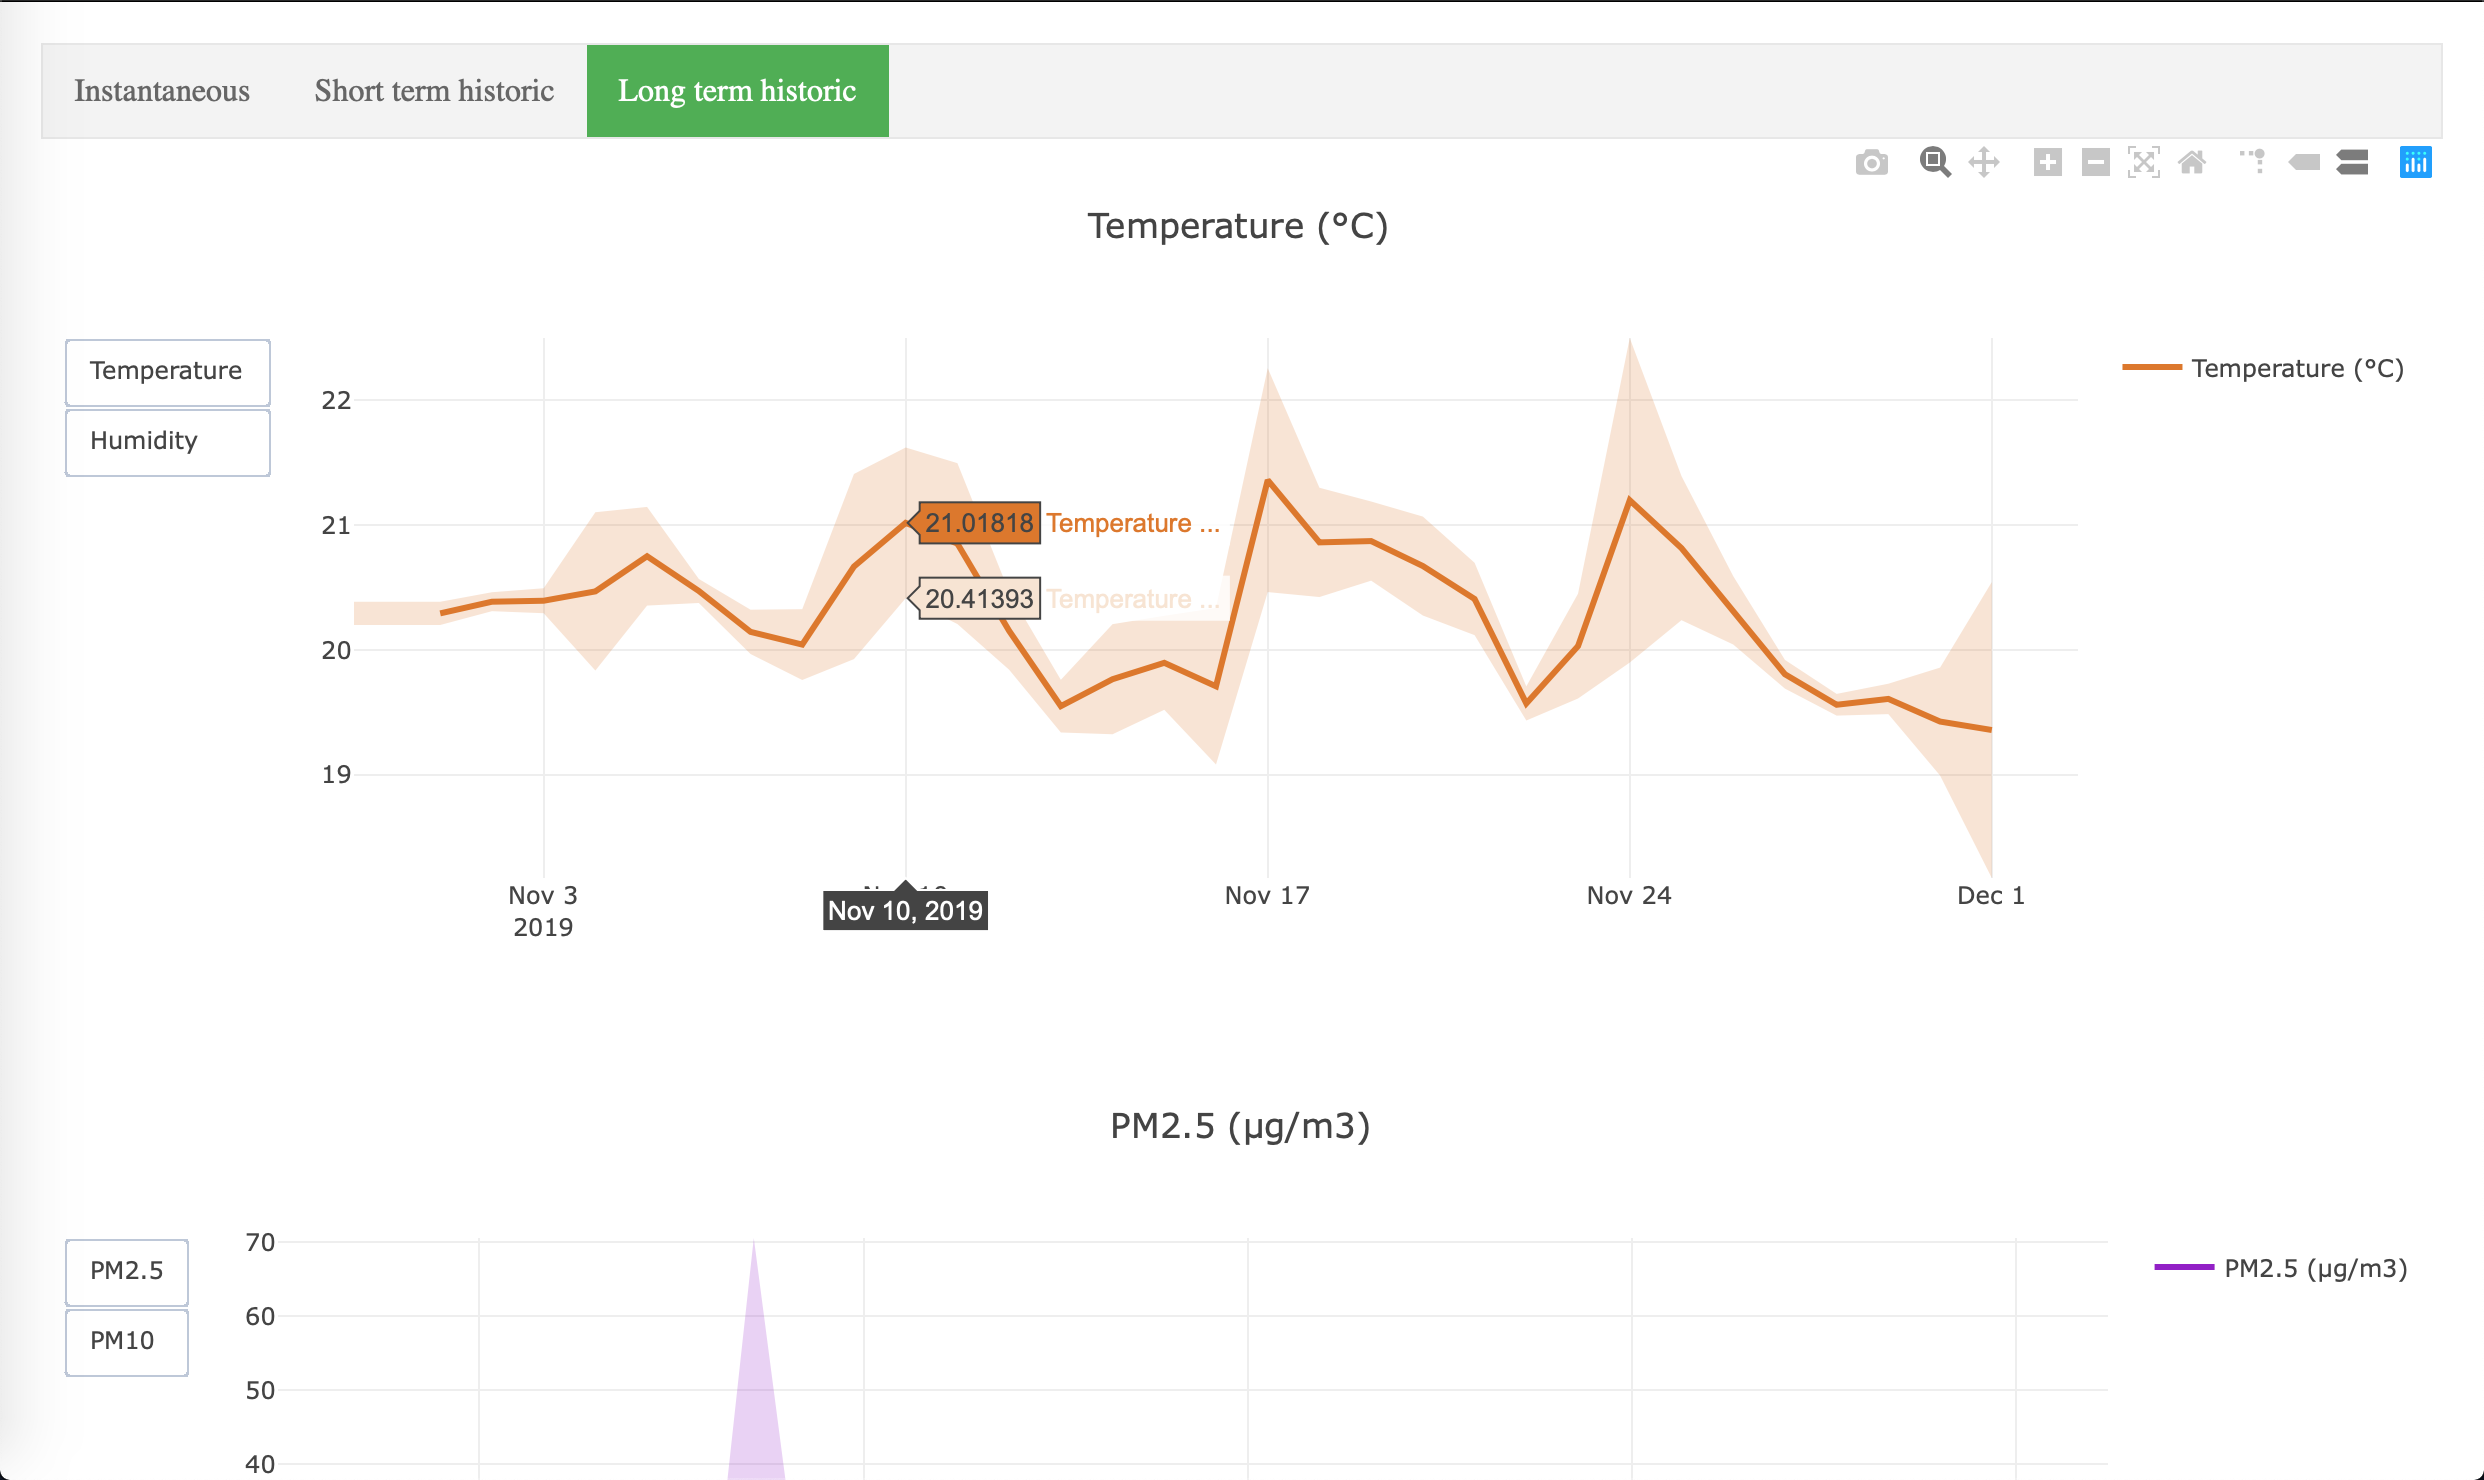 Instantaneous Short term historic Long term historic
Temperature (°C)
Temperature
Humidity
Temperature (°C)
22
21
20
19
21.01818 Temperature ...
20.41393 Temperature ...
Nov 3
2019
Nov 10, 2019
Nov 17
Nov 24
Dec 1
PM2.5 (µg/m3)
PM2.5
PM10
PM2.5 (µg/m3)
70
60
50
40